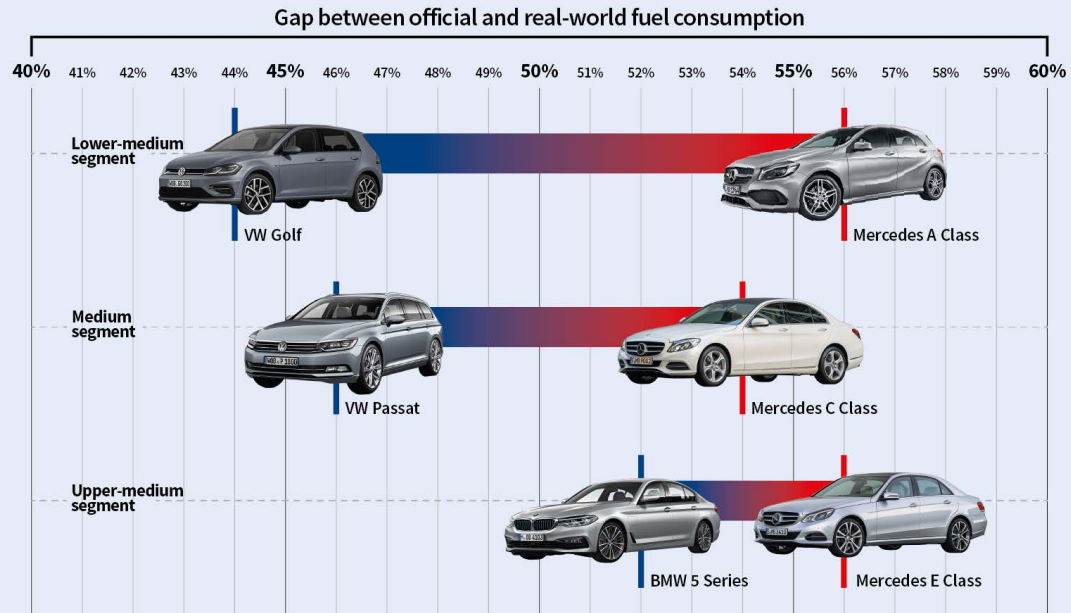 Gap between official and real-world fuel consumption
40% 41% 42% 43% 44% 45% 46% 47% 48% 49% 50% 51% 52% 53% 54% 55% 56% 57% 58% 59% 60%
Lower-medium
segment
VW Golf
Mercedes A Class
Medium
segment
VW Passat
Mercedes C Class
Upper-medium
segment
BMW 5 Series
Mercedes E Class